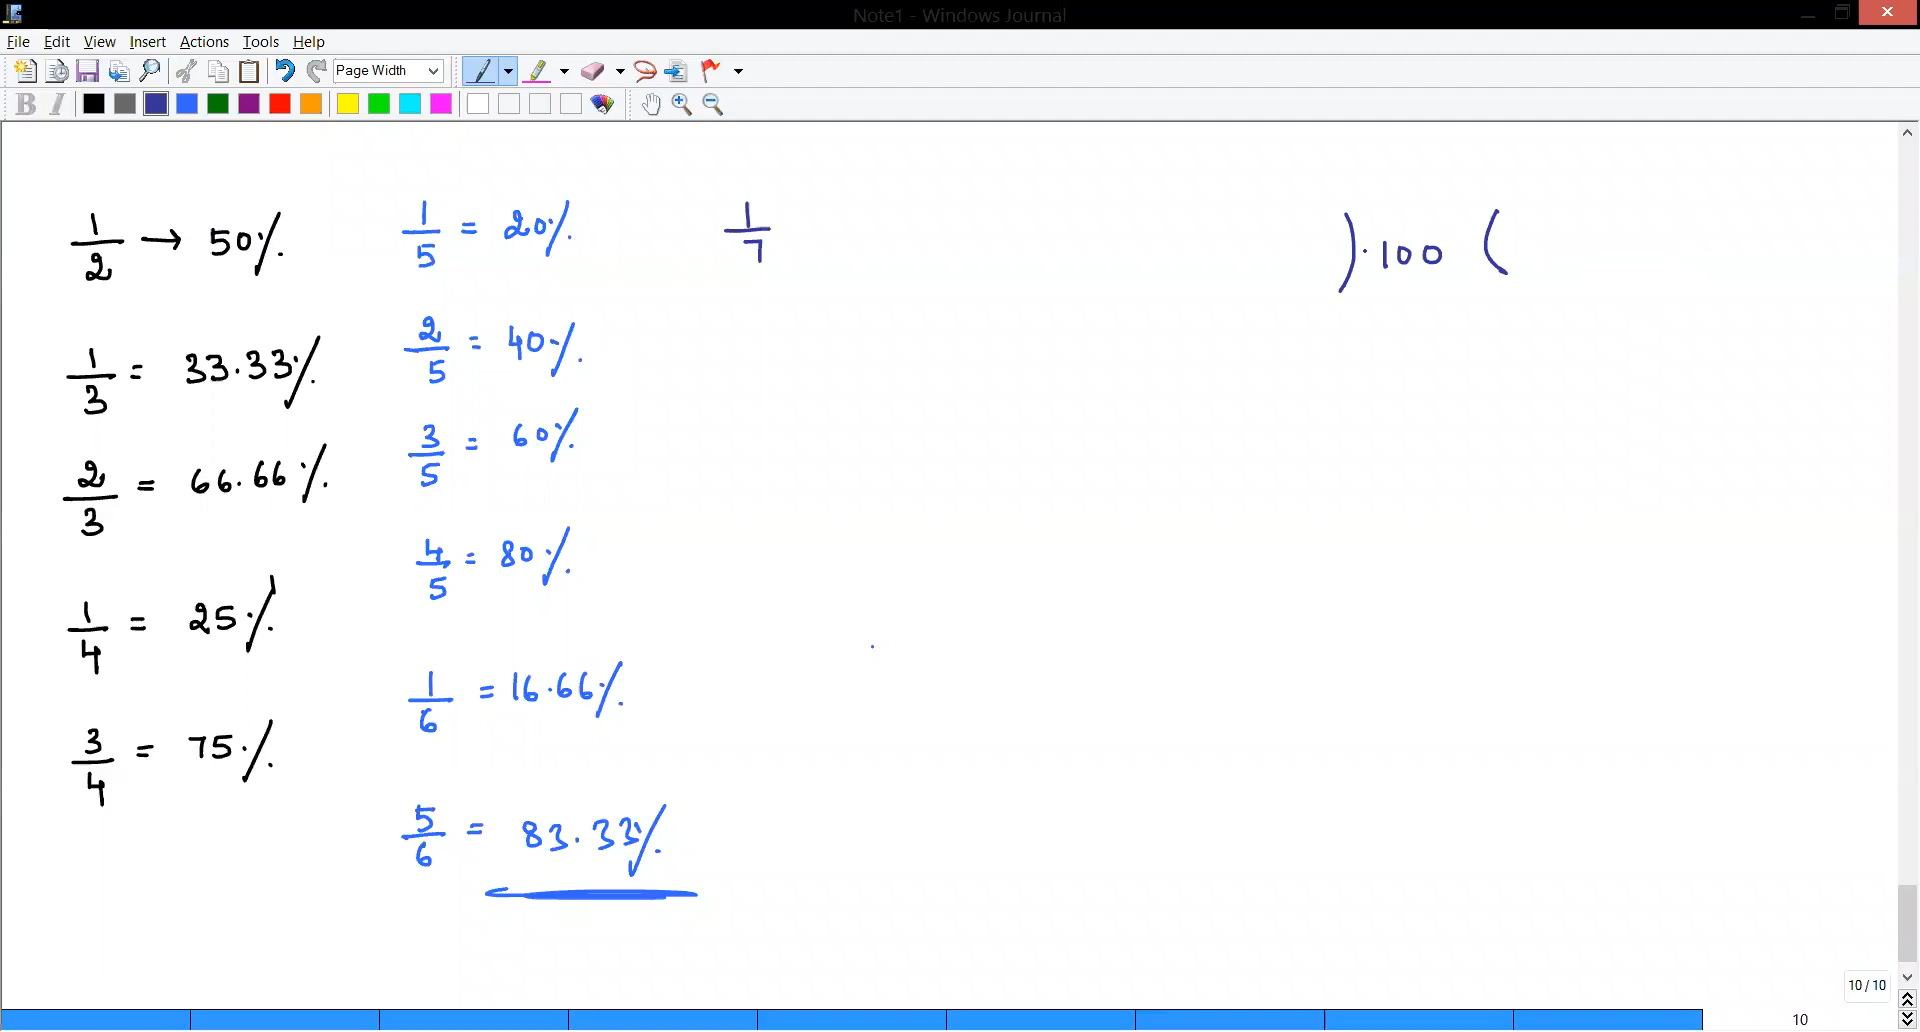 Note1 - Windows Journal
File Edit View Insert Actions Tools Help
Page Width
B I
1/2 → 50%
1/3 = 33.33%
2/3 = 66.66%
1/4 = 25%
3/4 = 75%
1/5 = 20%
2/5 = 40%
3/5 = 60%
4/5 = 80%
1/6 = 16.66%
5/6 = 83.33%
1/7
) .100 (
10 / 10
10